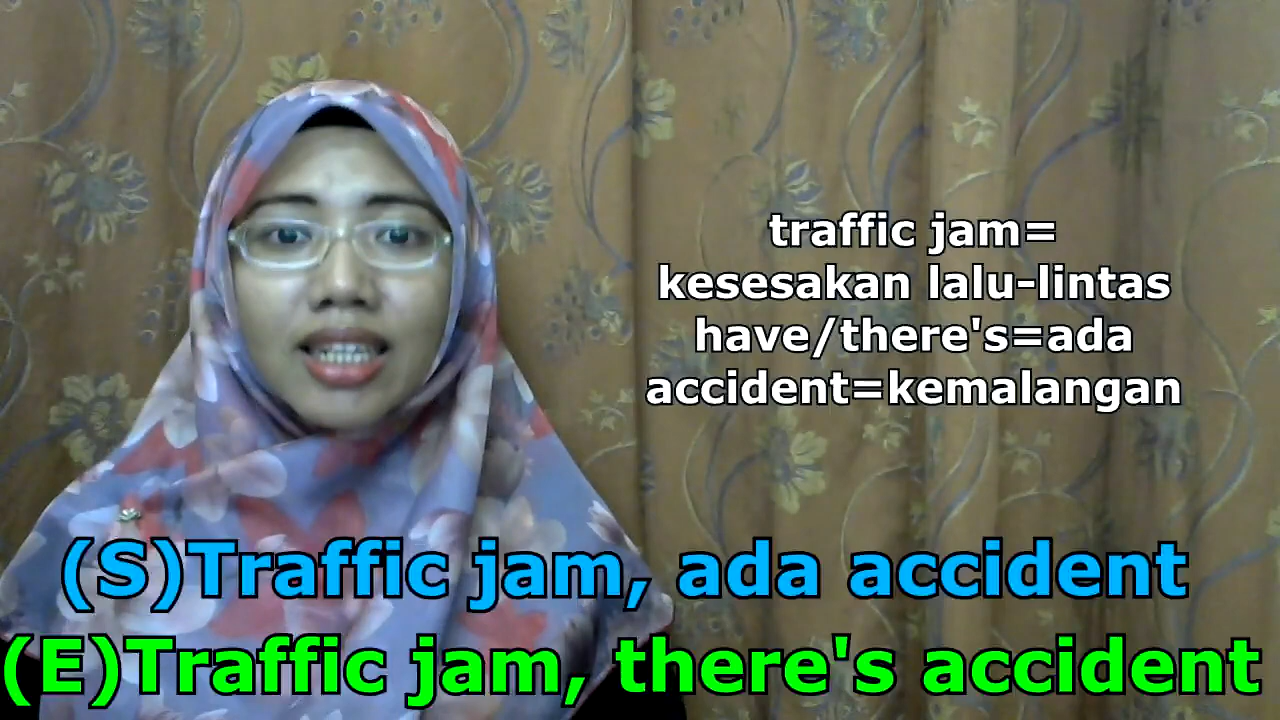 traffic jam=
kesesakan lalu-lintas
have/there's=ada
accident=kemalangan
(S)Traffic jam, ada accident
(E)Traffic jam, there's accident